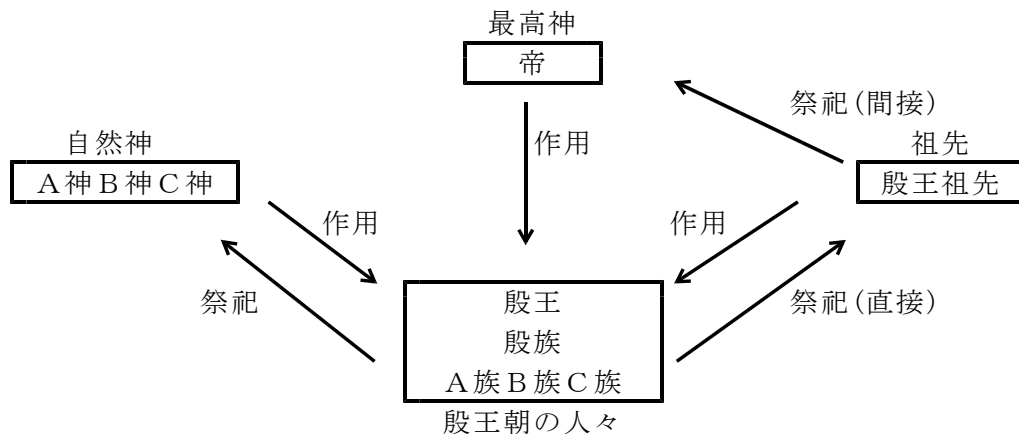 最高神
帝
祭祀(間接)
作用
自然神
祖先
A神B神C神
殷王祖先
作用
作用
祭祀
殷王
祭祀(直接)
殷族
A族B族C族
殷王朝の人々